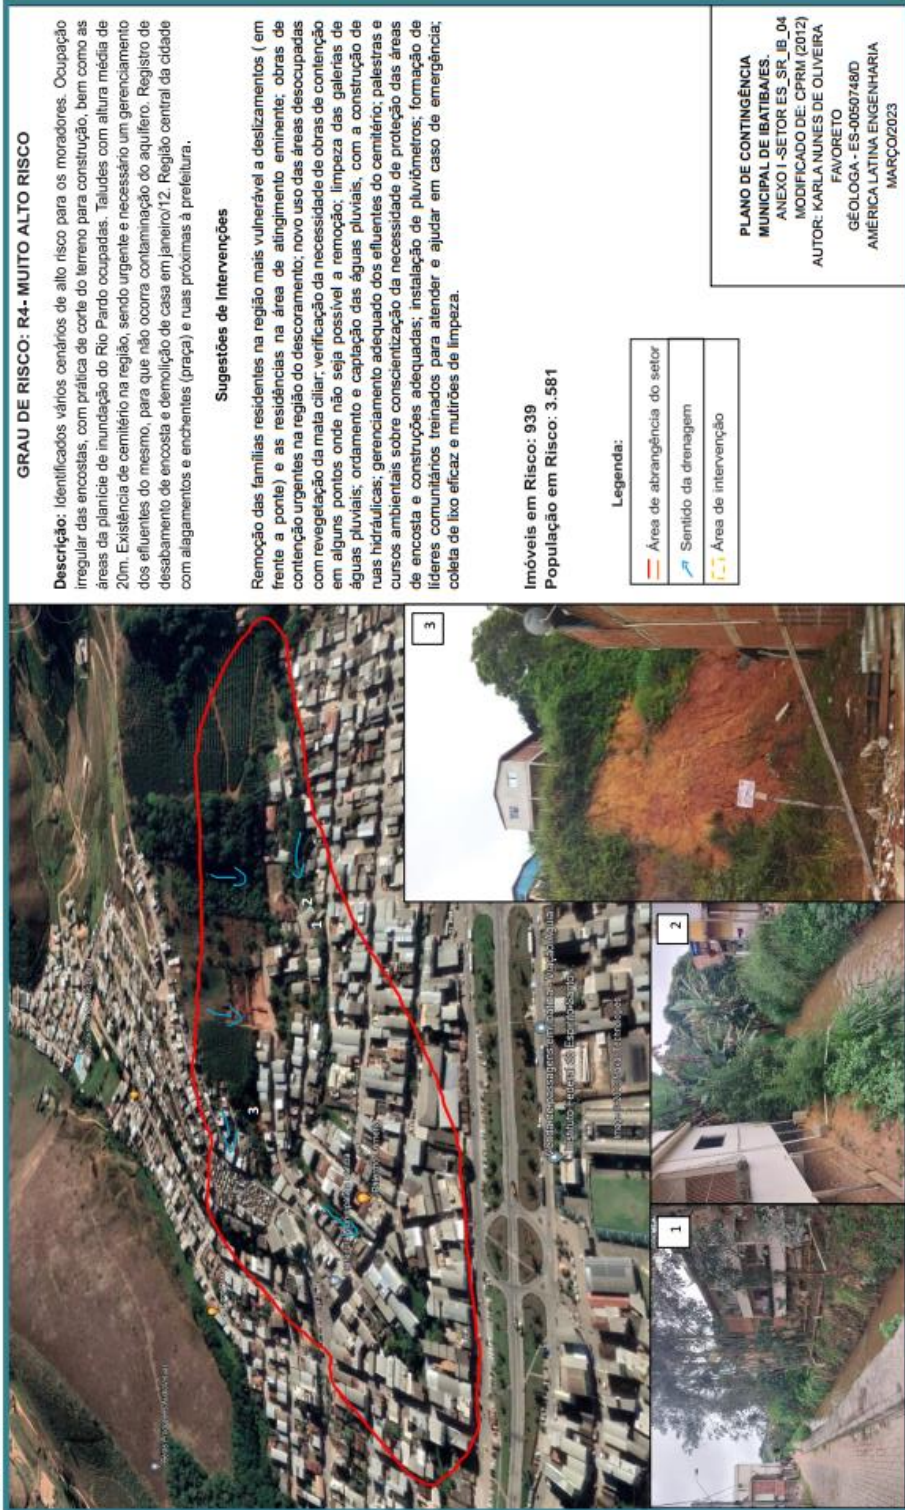 GRAU DE RISCO: R4- MUITO ALTO RISCO
Descrição: Identificados vários cenários de alto risco para os moradores. Ocupação
irregular das encostas, com prática de corte do terreno para construção, bem como as
áreas da planície de inundação do Rio Pardo ocupadas. Taludes com altura média de
20m. Existência de cemitério na região, sendo urgente e necessário um gerenciamento
dos efluentes do mesmo, para que não ocorra contaminação do aquífero. Registro de
desabamento de encosta e demolição de casa em janeiro/12. Região central da cidade
com alagamentos e enchentes (praça) e ruas próximas à prefeitura.
Sugestões de Intervenções
Remoção das famílias residentes na região mais vulnerável a deslizamentos ( em
frente a ponte) e as residências na área de atingimento eminente; obras de
contenção urgentes na região do descoramento; novo uso das áreas desocupadas
com revegetação da mata ciliar; verificação da necessidade de obras de contenção
em alguns pontos onde não seja possível a remoção; limpeza das galerias de
águas pluviais; ordamento e captação das águas pluviais, com a construção de
ruas hidráulicas; gerenciamento adequado dos efluentes do cemitério; palestras e
cursos ambientais sobre conscientização da necessidade de proteção das áreas
de encosta e construções adequadas; instalação de pluviômetros; formação de
líderes comunitários treinados para atender e ajudar em caso de emergência;
coleta de lixo eficaz e mutirões de limpeza.
Imóveis em Risco: 939
População em Risco: 3.581
Legenda:
Área de abrangência do setor
Sentido da drenagem
Área de intervenção
PLANO DE CONTINGÊNCIA
MUNICIPAL DE IBATIBA/ES.
ANEXO I -SETOR ES_SR_IB_04
MODIFICADO DE: CPRM (2012)
AUTOR: KARLA NUNES DE OLIVEIRA
FAVORETO
GEÓLOGA - ES-0050748/D
AMÉRICA LATINA ENGENHARIA
MARÇO/2023
3
1
2
1
2
3